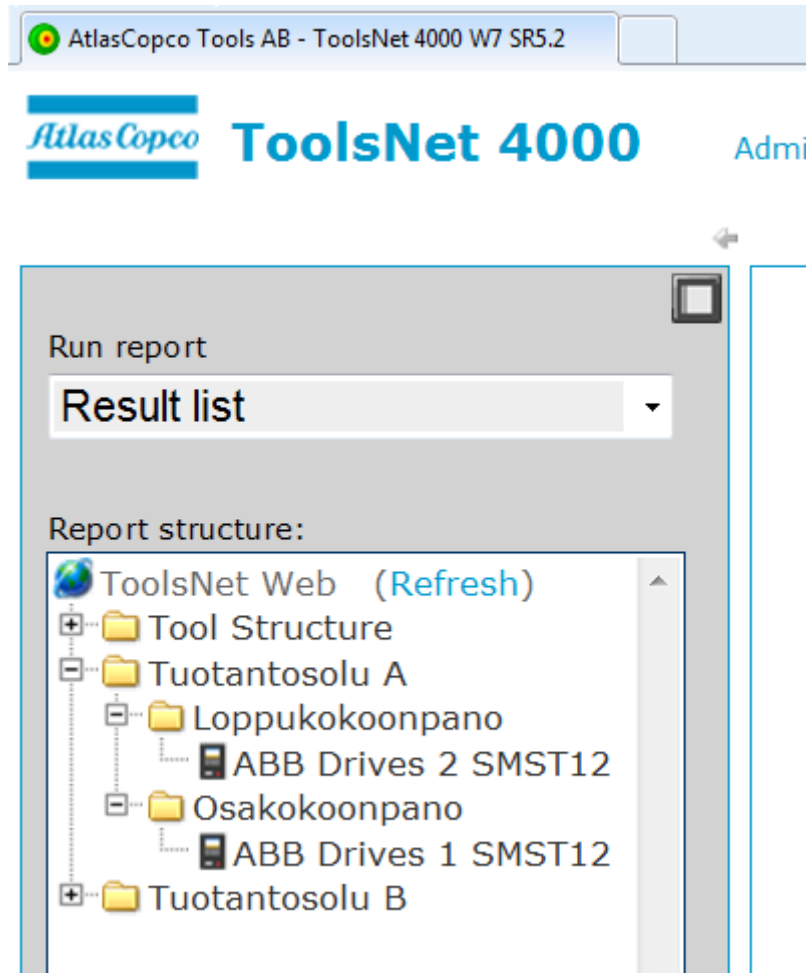 AtlasCopco Tools AB - ToolsNet 4000 W7 SR5.2
Atlas Copco ToolsNet 4000 Admi
Run report
Result list
Report structure:
ToolsNet Web (Refresh)
Tool Structure
Tuotantosolu A
Loppukokoonpano
ABB Drives 2 SMST12
Osakokoonpano
ABB Drives 1 SMST12
Tuotantosolu B